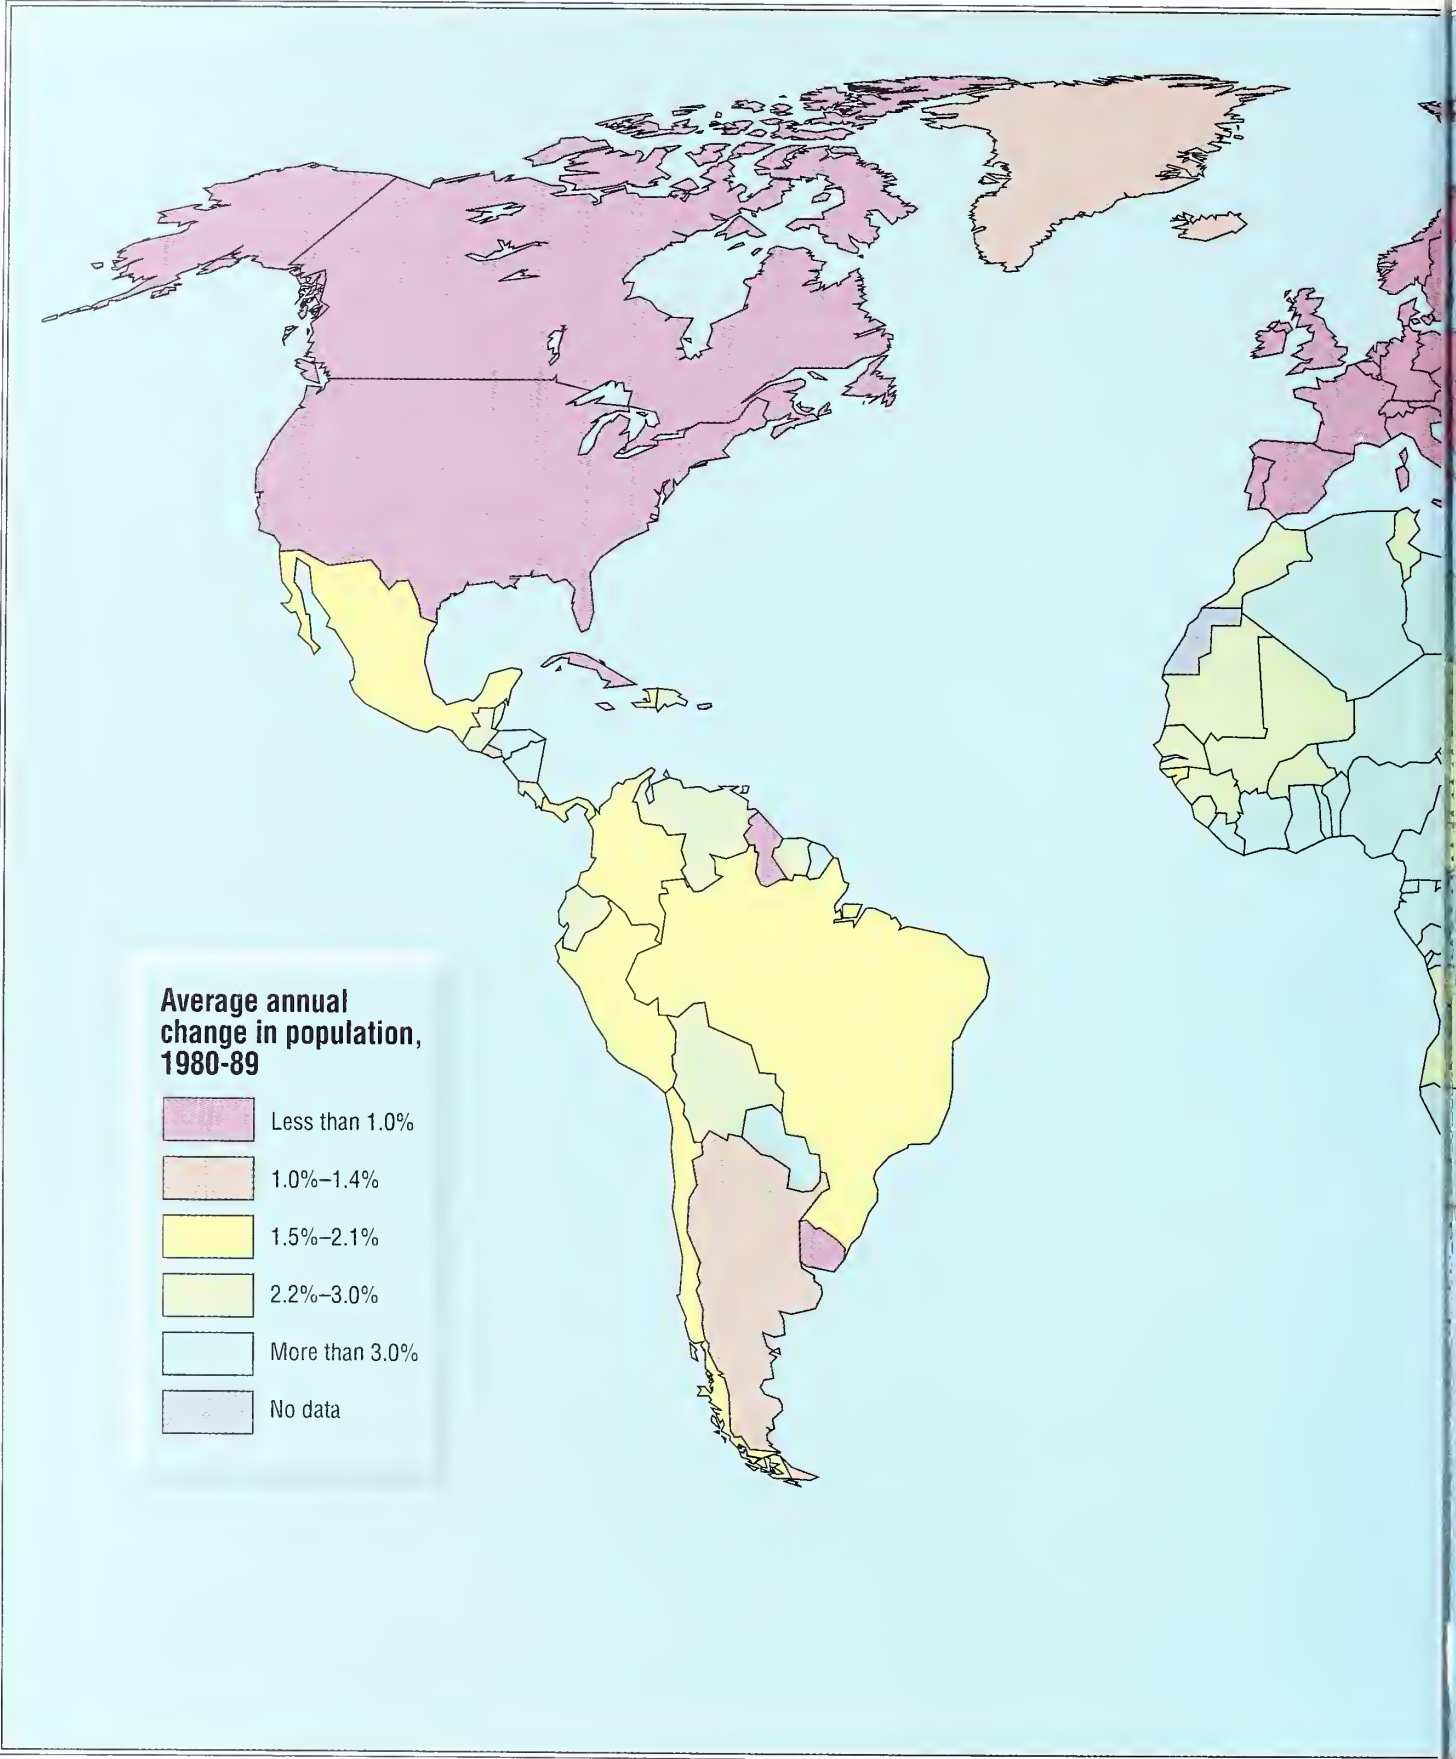 Average annual
change in population,
1980-89
Less than 1.0%
1.0%–1.4%
1.5%–2.1%
2.2%–3.0%
More than 3.0%
No data